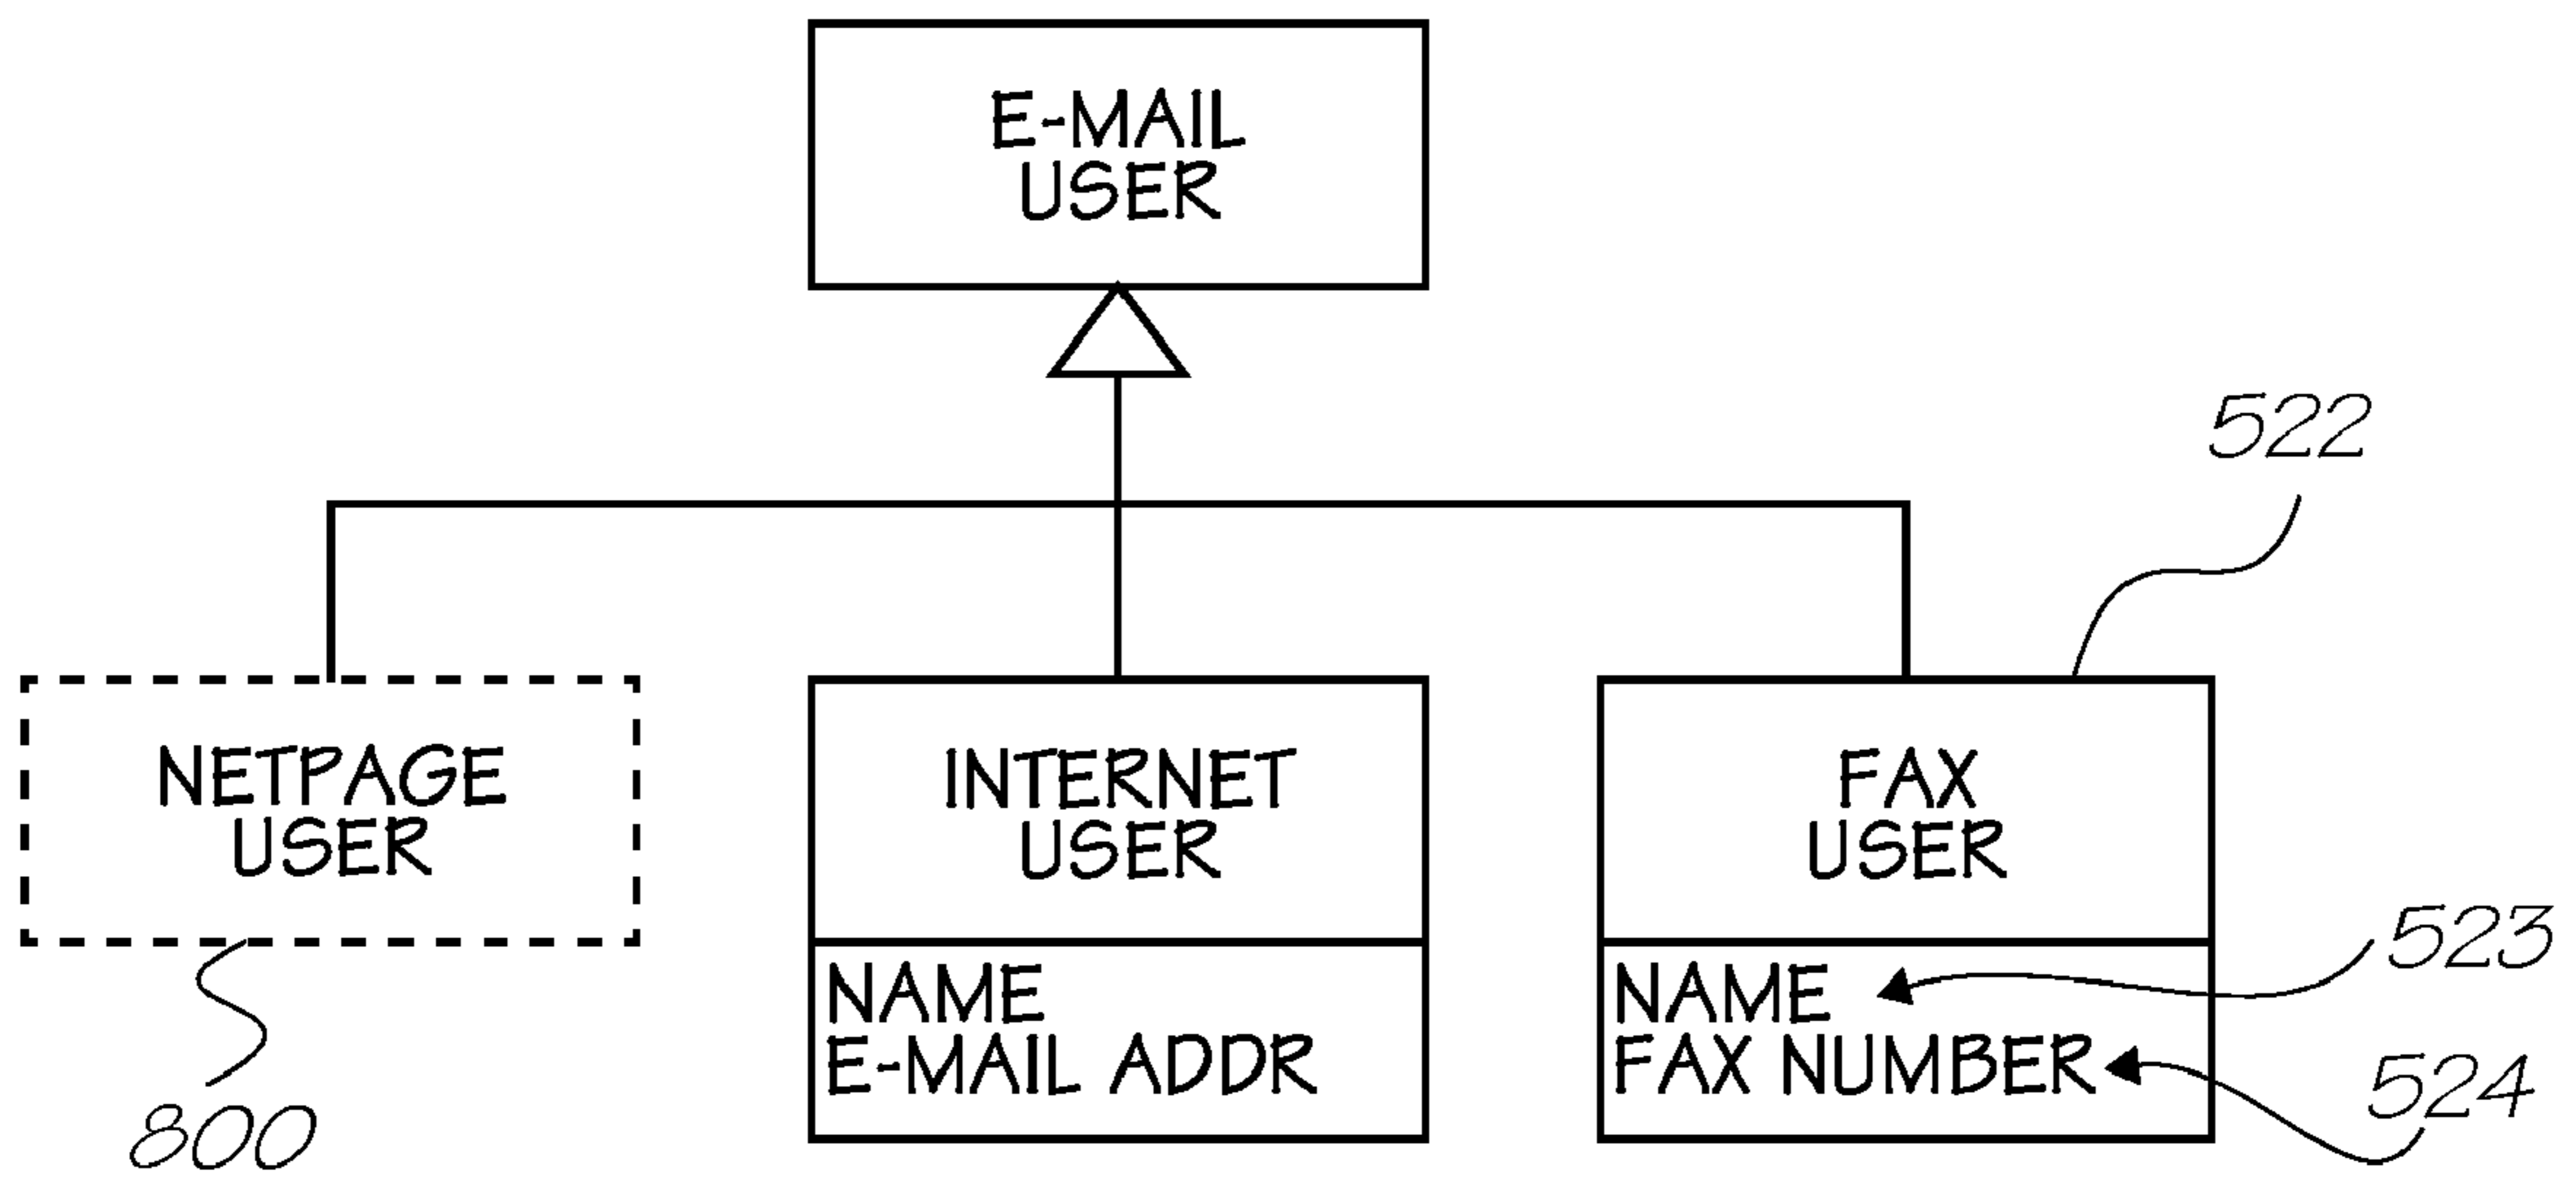 E-MAIL
USER
522
NETPAGE
USER
800
INTERNET
USER
NAME
E-MAIL ADDR
FAX
USER
NAME
FAX NUMBER
523
524